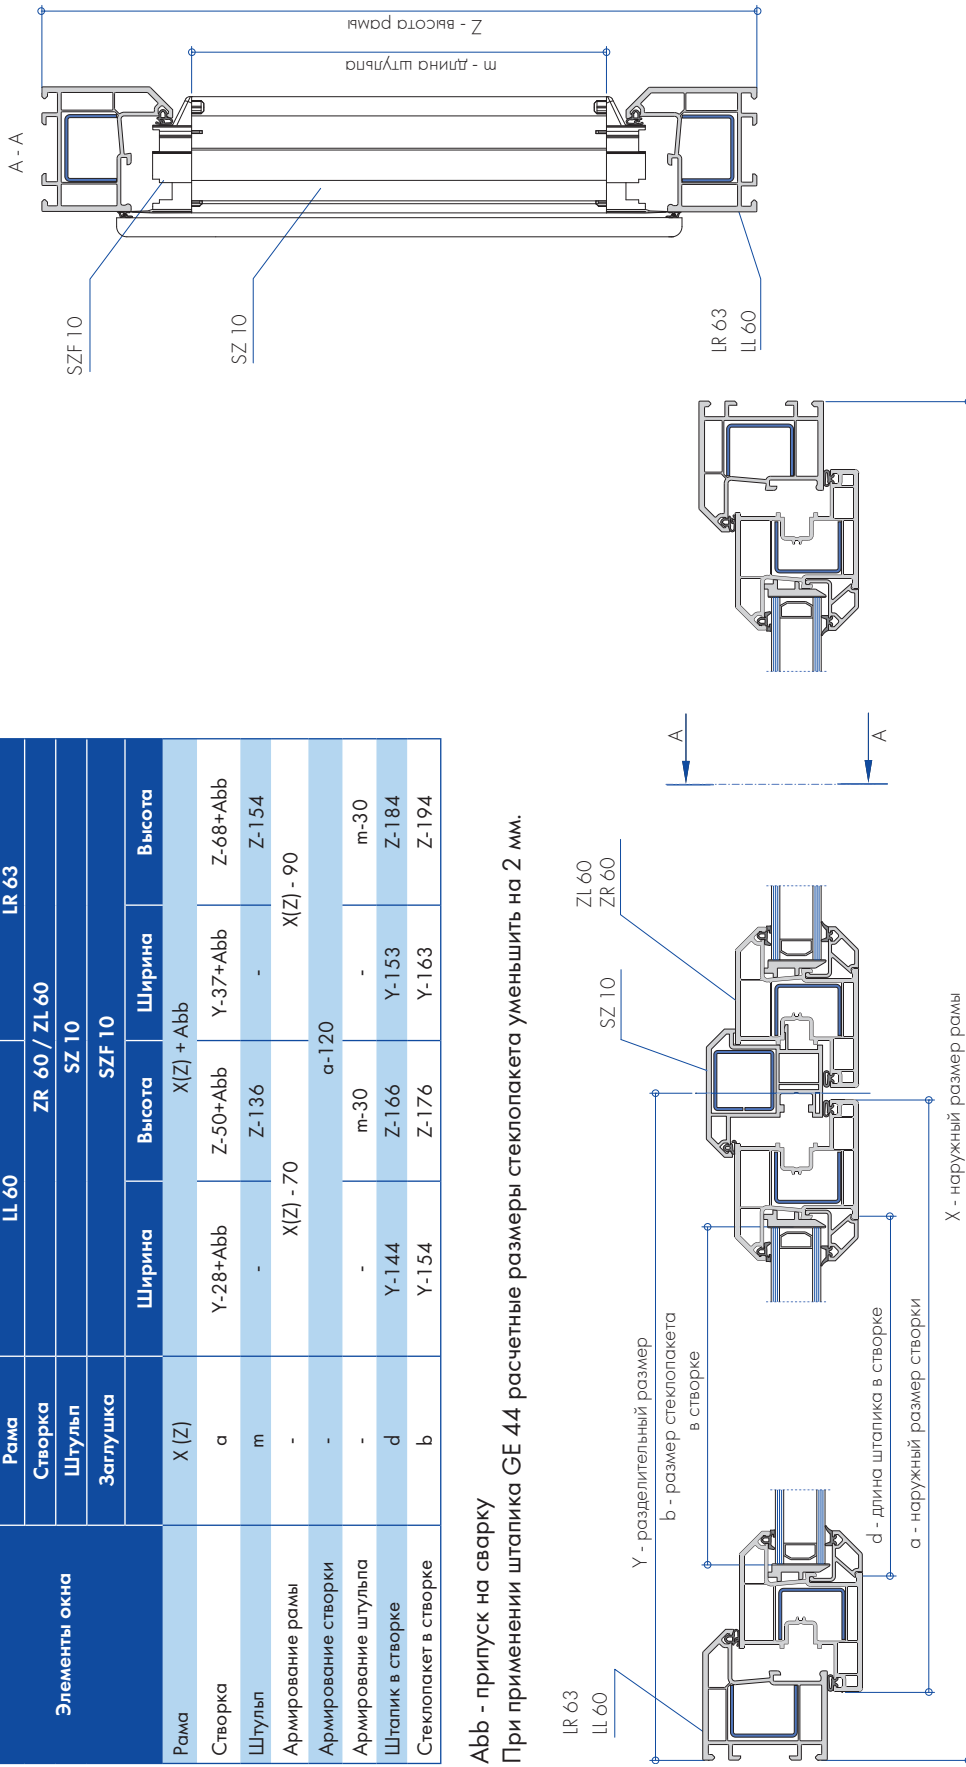 Элементы окна
Рама LL 60 LR 63
Створка ZR 60 / ZL 60
Штульп SZ 10
Заглушка SZF 10
Ширина Высота Ширина Высота
Рама X (Z) X(Z) + Abb
Створка a Y-28+Abb Z-50+Abb Y-37+Abb Z-68+Abb
Штульп m - Z-136 - Z-154
Армирование рамы - X(Z) - 70 X(Z) - 90
Армирование створки - a-120
Армирование штульпа - - m-30 - m-30
Штапик в створке d Y-144 Z-166 Y-153 Z-184
Стеклопакет в створке b Y-154 Z-176 Y-163 Z-194
Abb - припуск на сварку
При применении штапика GE 44 расчетные размеры стеклопакета уменьшить на 2 мм.
A - A
Z - высота рамы
m - длина штульпа
SZF 10
SZ 10
LR 63
LL 60
A
A
ZL 60
ZR 60
SZ 10
Y - разделительный размер
b - размер стеклопакета
в створке
LR 63
LL 60
d - длина штапика в створке
a - наружный размер створки
X - наружный размер рамы